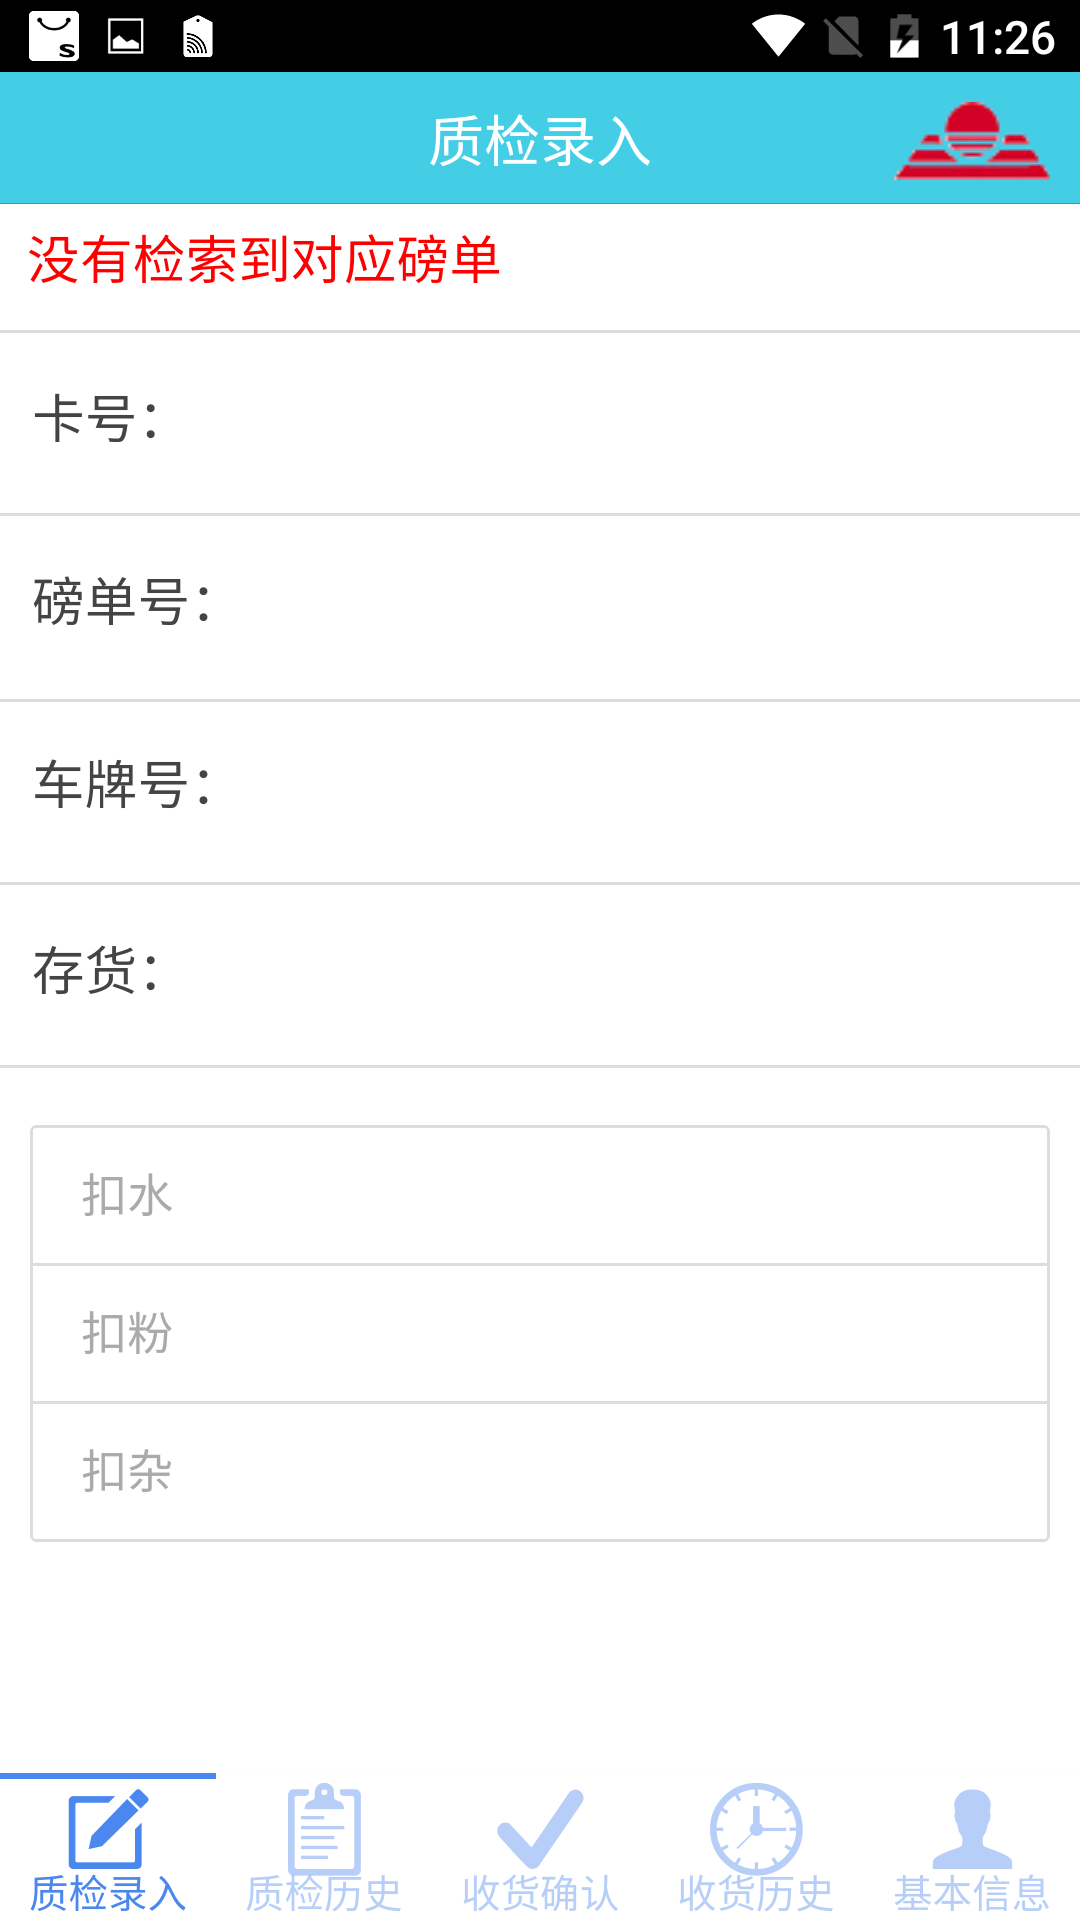 11:26
质检录入
没有检索到对应磅单
卡号：
磅单号：
车牌号：
存货：
扣水
扣粉
扣杂
质检录入 质检历史 收货确认 收货历史 基本信息